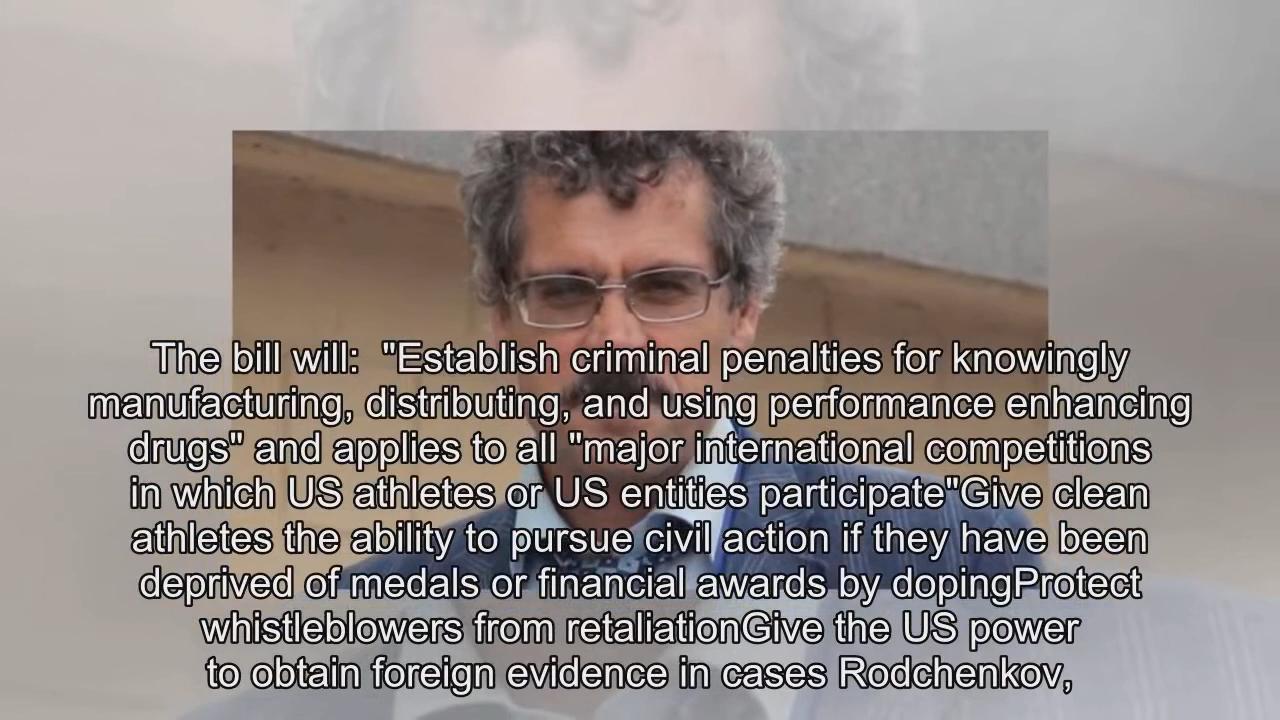 The bill will:  "Establish criminal penalties for knowingly
manufacturing, distributing, and using performance enhancing
drugs" and applies to all "major international competitions
in which US athletes or US entities participate"Give clean
athletes the ability to pursue civil action if they have been
deprived of medals or financial awards by dopingProtect
whistleblowers from retaliationGive the US power
to obtain foreign evidence in cases Rodchenkov,